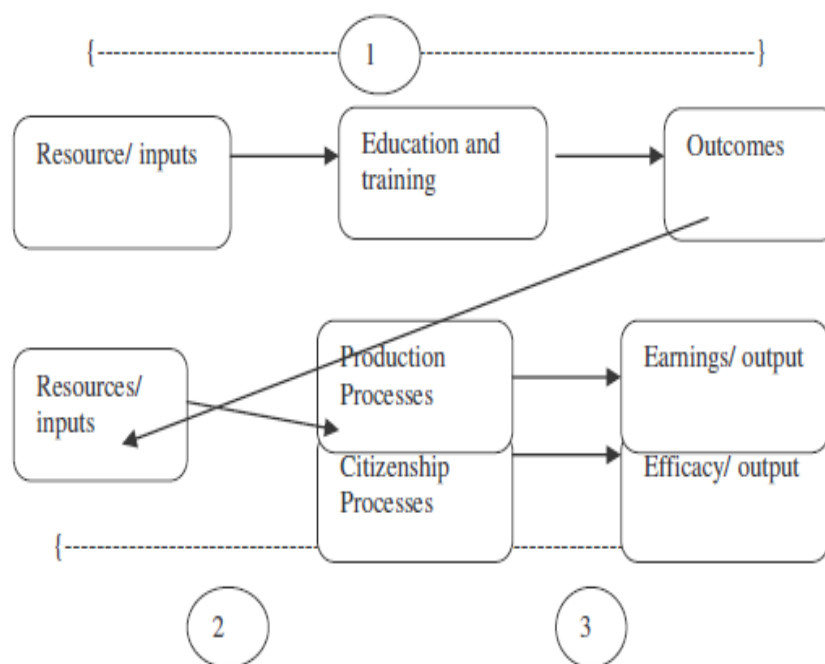 1
Resource/ inputs
Education and
training
Outcomes
Resources/
inputs
Production
Processes
Earnings/ output
Citizenship
Processes
Efficacy/ output
2
3